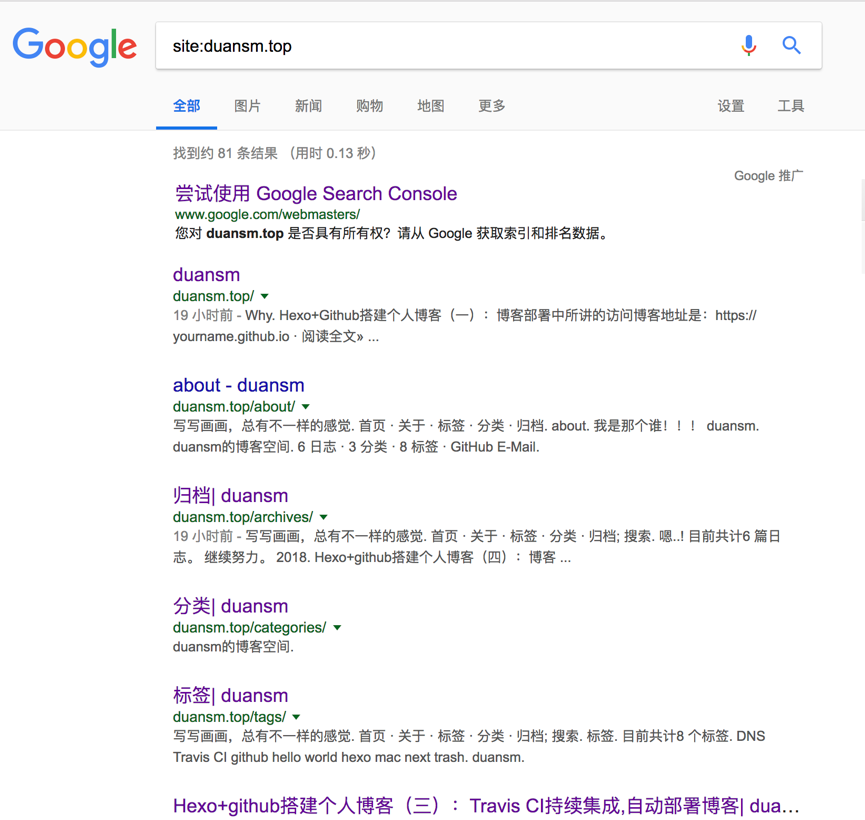 Google
site:duansm.top
全部 图片 新闻 购物 地图 更多 设置 工具
找到约 81 条结果 （用时 0.13 秒）
Google 推广
尝试使用 Google Search Console
www.google.com/webmasters/
您对 duansm.top 是否具有所有权？请从 Google 获取索引和排名数据。
duansm
duansm.top/
19 小时前 - Why. Hexo+Github搭建个人博客（一）：博客部署中所讲的访问博客地址是：https://
yourname.github.io · 阅读全文» ...
about - duansm
duansm.top/about/
写写画画，总有不一样的感觉. 首页 · 关于 · 标签 · 分类 · 归档. about. 我是那个谁！！！ duansm.
duansm的博客空间. 6 日志 · 3 分类 · 8 标签 · GitHub E-Mail.
归档| duansm
duansm.top/archives/
19 小时前 - 写写画画，总有不一样的感觉. 首页 · 关于 · 标签 · 分类 · 归档; 搜索. 嗯..! 目前共计6 篇日
志。 继续努力。 2018. Hexo+github搭建个人博客（四）：博客 ...
分类| duansm
duansm.top/categories/
duansm的博客空间.
标签| duansm
duansm.top/tags/
写写画画，总有不一样的感觉. 首页 · 关于 · 标签 · 分类 · 归档; 搜索. 标签. 目前共计8 个标签. DNS
Travis CI github hello world hexo mac next trash. duansm.
Hexo+github搭建个人博客（三）：Travis CI持续集成,自动部署博客| dua...